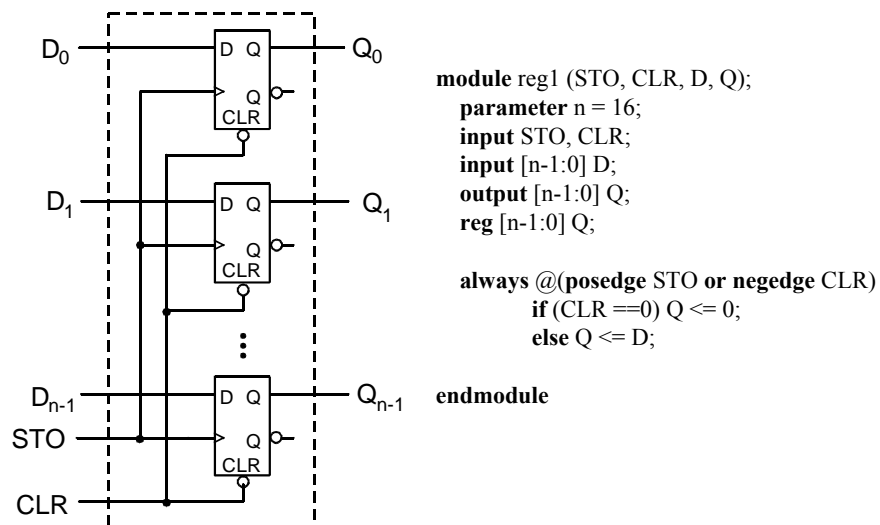 D0 D Q Q0
Q
CLR
D1 D Q Q1
Q
CLR
Dn-1 D Q Qn-1
STO Q
CLR
CLR
module reg1 (STO, CLR, D, Q);
parameter n = 16;
input STO, CLR;
input [n-1:0] D;
output [n-1:0] Q;
reg [n-1:0] Q;
always @(posedge STO or negedge CLR)
if (CLR ==0) Q <= 0;
else Q <= D;
endmodule